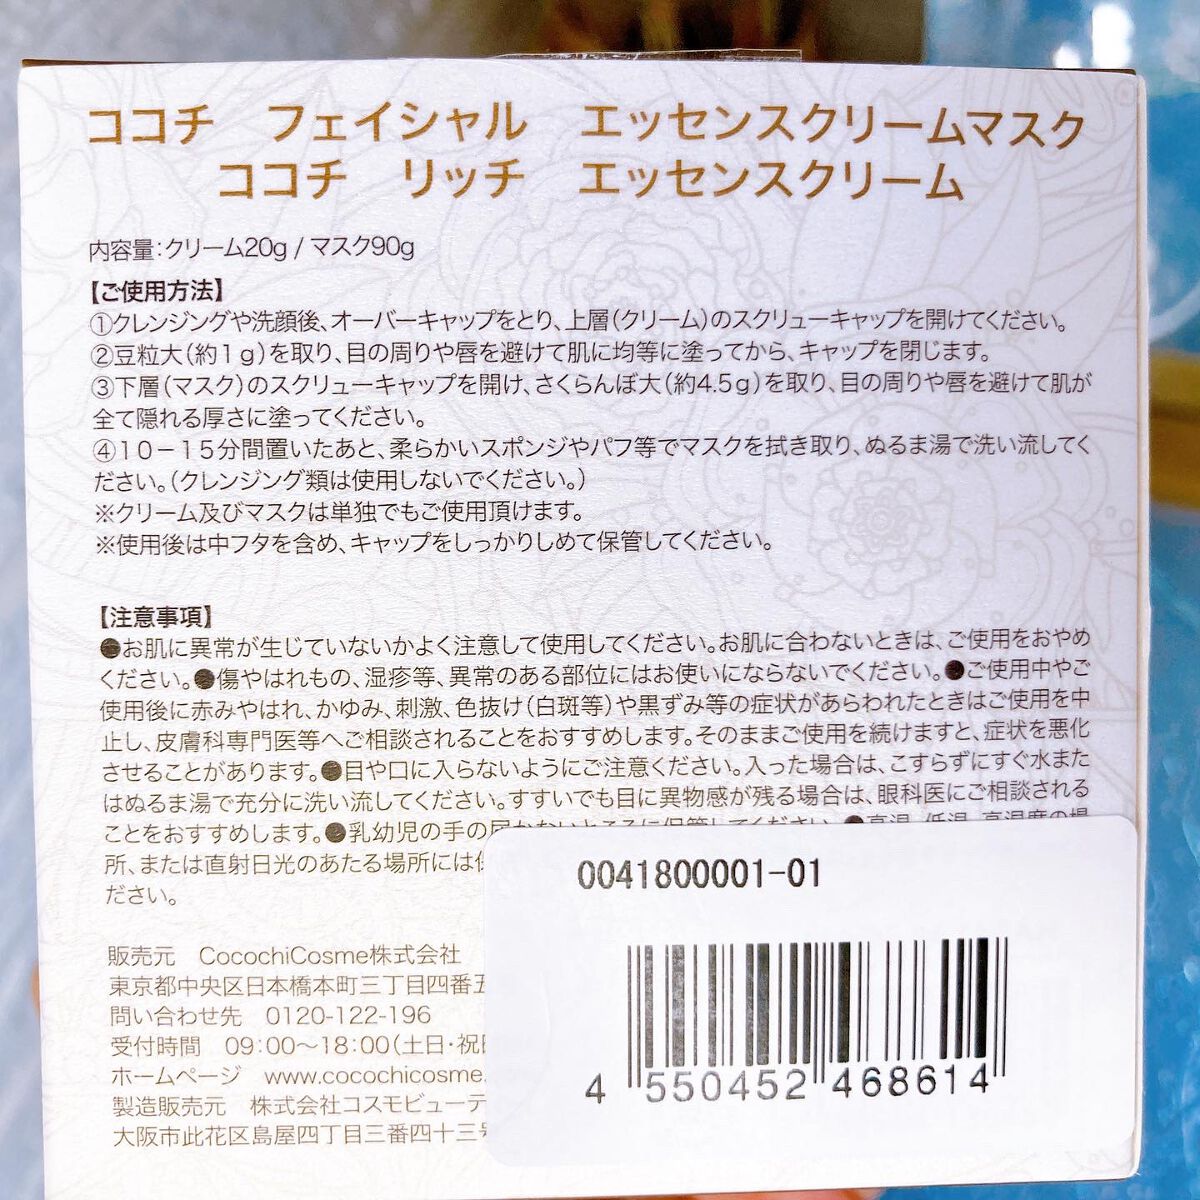 ココチ　フェイシャル　エッセンスクリームマスク
ココチ　リッチ　エッセンスクリーム
内容量：クリーム20g / マスク90g
【ご使用方法】
①クレンジングや洗顔後、オーバーキャップをとり、上層（クリーム）のスクリューキャップを開けてください。
②豆粒大（約1g）を取り、目の周りや唇を避けて肌に均等に塗ってから、キャップを閉じます。
③下層（マスク）のスクリューキャップを開け、さくらんぼ大（約4.5g）を取り、目の周りや唇を避けて肌が
全て隠れる厚さに塗ってください。
④10－15分間置いたあと、柔らかいスポンジやパフ等でマスクを拭き取り、ぬるま湯で洗い流してく
ださい。（クレンジング類は使用しないでください。）
※クリーム及びマスクは単独でもご使用頂けます。
※使用後は中フタを含め、キャップをしっかりしめて保管してください。
【注意事項】
●お肌に異常が生じていないかよく注意して使用してください。お肌に合わないときは、ご使用をおやめ
ください。●傷やはれもの、湿疹等、異常のある部位にはお使いにならないでください。●ご使用中やご
使用後に赤みやはれ、かゆみ、刺激、色抜け（白斑等）や黒ずみ等の症状があらわれたときはご使用を中
止し、皮膚科専門医等へご相談されることをおすすめします。そのままご使用を続けますと、症状を悪化
させることがあります。●目や口に入らないようにご注意ください。入った場合は、こすらずにすぐ水また
はぬるま湯で充分に洗い流してください。すすいでも目に異物感が残る場合は、眼科医にご相談される
ことをおすすめします。●乳幼児の手の
所、または直射日光のあたる場所には
ださい。
販売元　CocochiCosme株式会社
東京都中央区日本橋本町三丁目四番
問い合わせ先　0120-122-196
受付時間　09:00〜18:00（土日・祝
ホームページ　www.cocochicosme.
製造販売元　株式会社コスモビューテ
大阪市此花区島屋四丁目三番四十三
0041800001-01
4 550452 468614